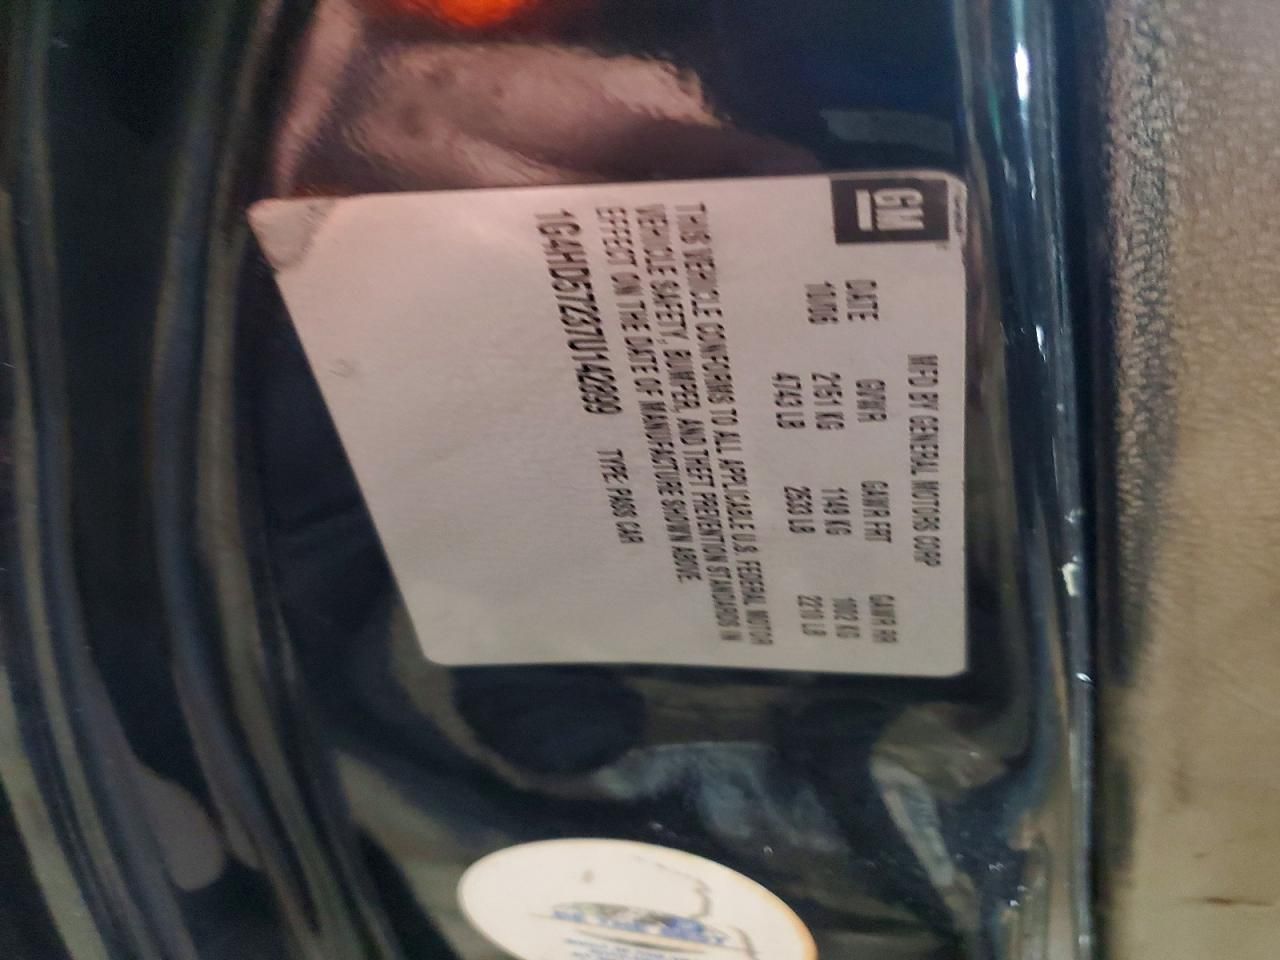 GM
MFD BY GENERAL MOTORS CORP
DATE GVWR GAWR FRT GAWR RR
11/06 2151 KG 1149 KG 1002 KG
4743 LB 2533 LB 2210 LB
THIS VEHICLE CONFORMS TO ALL APPLICABLE U.S. FEDERAL MOTOR
VEHICLE SAFETY, BUMPER, AND THEFT PREVENTION STANDARDS IN
EFFECT ON THE DATE OF MANUFACTURE SHOWN ABOVE.
1G4HD57267U142899 TYPE: PASS CAR